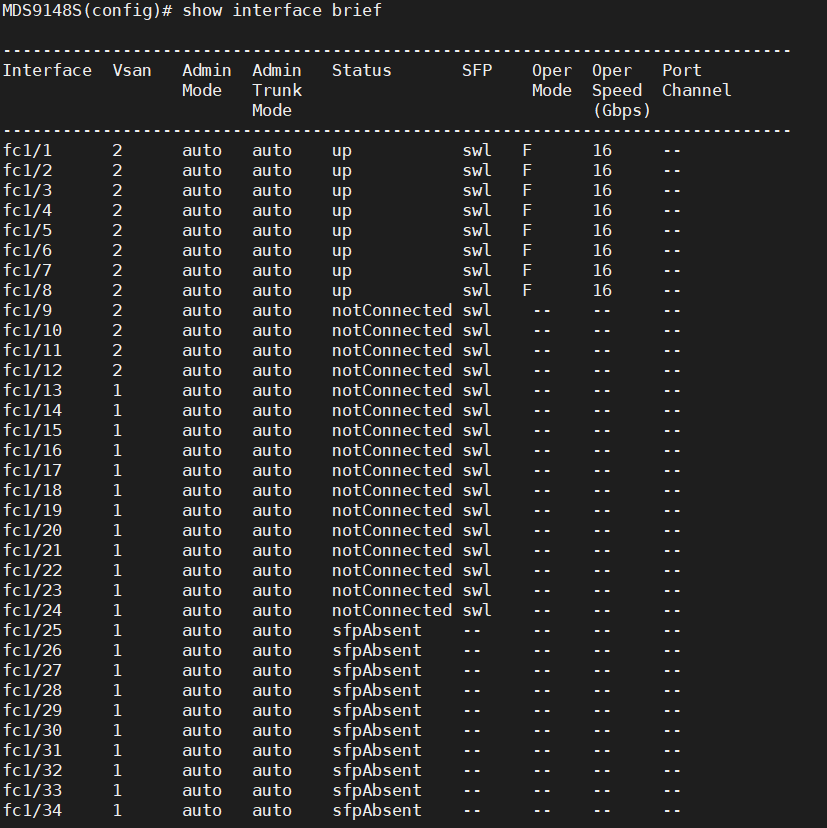 MDS9148S(config)# show interface brief
-------------------------------------------------------------------------------
Interface  Vsan   Admin  Admin   Status       SFP    Oper  Oper   Port
                  Mode   Trunk                       Mode  Speed  Channel
                         Mode                              (Gbps)
-------------------------------------------------------------------------------
fc1/1      2      auto   auto    up           swl   F      16     --
fc1/2      2      auto   auto    up           swl   F      16     --
fc1/3      2      auto   auto    up           swl   F      16     --
fc1/4      2      auto   auto    up           swl   F      16     --
fc1/5      2      auto   auto    up           swl   F      16     --
fc1/6      2      auto   auto    up           swl   F      16     --
fc1/7      2      auto   auto    up           swl   F      16     --
fc1/8      2      auto   auto    up           swl   F      16     --
fc1/9      2      auto   auto    notConnected swl    --    --     --
fc1/10     2      auto   auto    notConnected swl    --    --     --
fc1/11     2      auto   auto    notConnected swl    --    --     --
fc1/12     2      auto   auto    notConnected swl    --    --     --
fc1/13     1      auto   auto    notConnected swl    --    --     --
fc1/14     1      auto   auto    notConnected swl    --    --     --
fc1/15     1      auto   auto    notConnected swl    --    --     --
fc1/16     1      auto   auto    notConnected swl    --    --     --
fc1/17     1      auto   auto    notConnected swl    --    --     --
fc1/18     1      auto   auto    notConnected swl    --    --     --
fc1/19     1      auto   auto    notConnected swl    --    --     --
fc1/20     1      auto   auto    notConnected swl    --    --     --
fc1/21     1      auto   auto    notConnected swl    --    --     --
fc1/22     1      auto   auto    notConnected swl    --    --     --
fc1/23     1      auto   auto    notConnected swl    --    --     --
fc1/24     1      auto   auto    notConnected swl    --    --     --
fc1/25     1      auto   auto    sfpAbsent    --     --    --     --
fc1/26     1      auto   auto    sfpAbsent    --     --    --     --
fc1/27     1      auto   auto    sfpAbsent    --     --    --     --
fc1/28     1      auto   auto    sfpAbsent    --     --    --     --
fc1/29     1      auto   auto    sfpAbsent    --     --    --     --
fc1/30     1      auto   auto    sfpAbsent    --     --    --     --
fc1/31     1      auto   auto    sfpAbsent    --     --    --     --
fc1/32     1      auto   auto    sfpAbsent    --     --    --     --
fc1/33     1      auto   auto    sfpAbsent    --     --    --     --
fc1/34     1      auto   auto    sfpAbsent    --     --    --     --